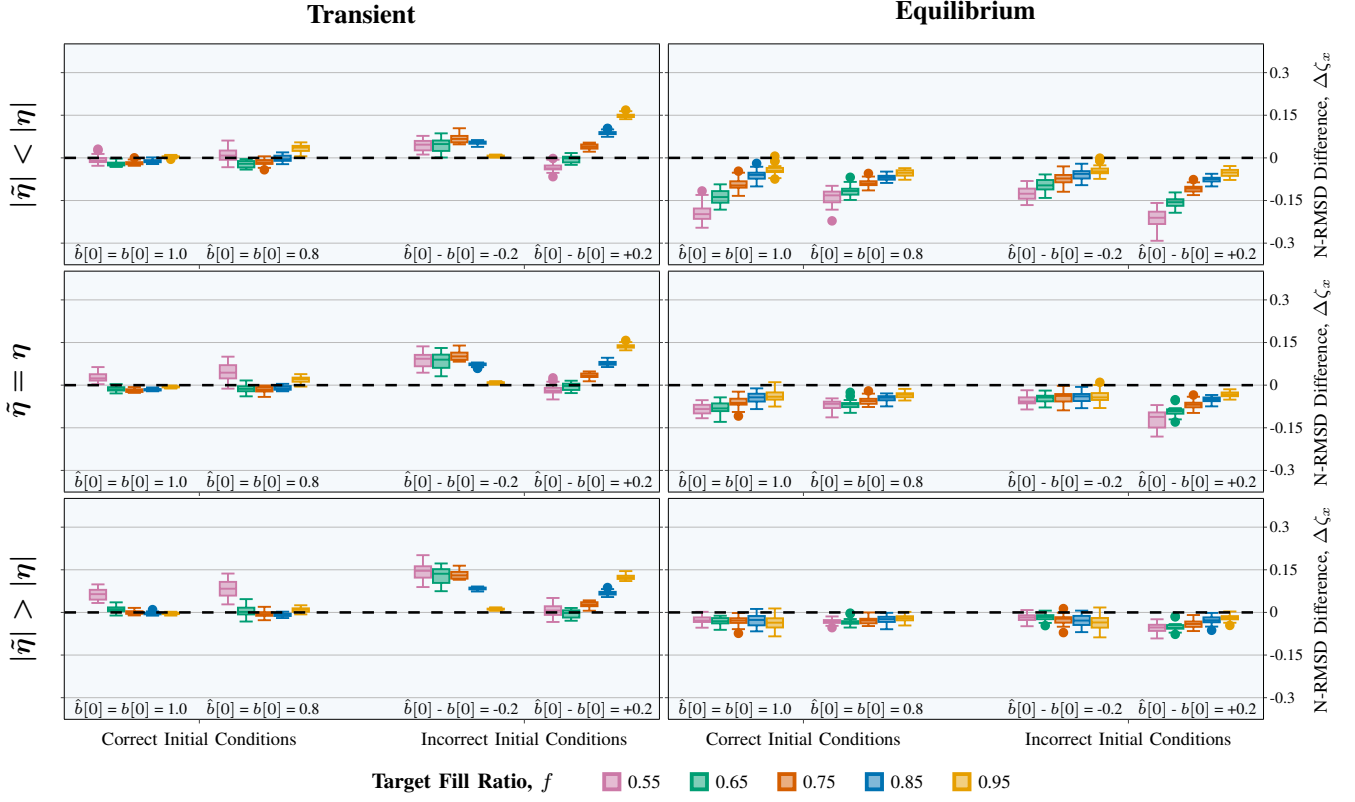 Transient Equilibrium
|η̃| < |η|
0.3
0.15
0
-0.15
-0.3
N-RMSD Difference, Δζₓ
b̂[0] = b[0] = 1.0 b̂[0] = b[0] = 0.8 b̂[0] - b[0] = -0.2 b̂[0] - b[0] = +0.2 b̂[0] = b[0] = 1.0 b̂[0] = b[0] = 0.8 b̂[0] - b[0] = -0.2 b̂[0] - b[0] = +0.2
η̃ = η
0.3
0.15
0
-0.15
-0.3
N-RMSD Difference, Δζₓ
b̂[0] = b[0] = 1.0 b̂[0] = b[0] = 0.8 b̂[0] - b[0] = -0.2 b̂[0] - b[0] = +0.2 b̂[0] = b[0] = 1.0 b̂[0] = b[0] = 0.8 b̂[0] - b[0] = -0.2 b̂[0] - b[0] = +0.2
|η̃| > |η|
0.3
0.15
0
-0.15
-0.3
N-RMSD Difference, Δζₓ
b̂[0] = b[0] = 1.0 b̂[0] = b[0] = 0.8 b̂[0] - b[0] = -0.2 b̂[0] - b[0] = +0.2 b̂[0] = b[0] = 1.0 b̂[0] = b[0] = 0.8 b̂[0] - b[0] = -0.2 b̂[0] - b[0] = +0.2
Correct Initial Conditions Incorrect Initial Conditions Correct Initial Conditions Incorrect Initial Conditions
Target Fill Ratio, f 0.55 0.65 0.75 0.85 0.95